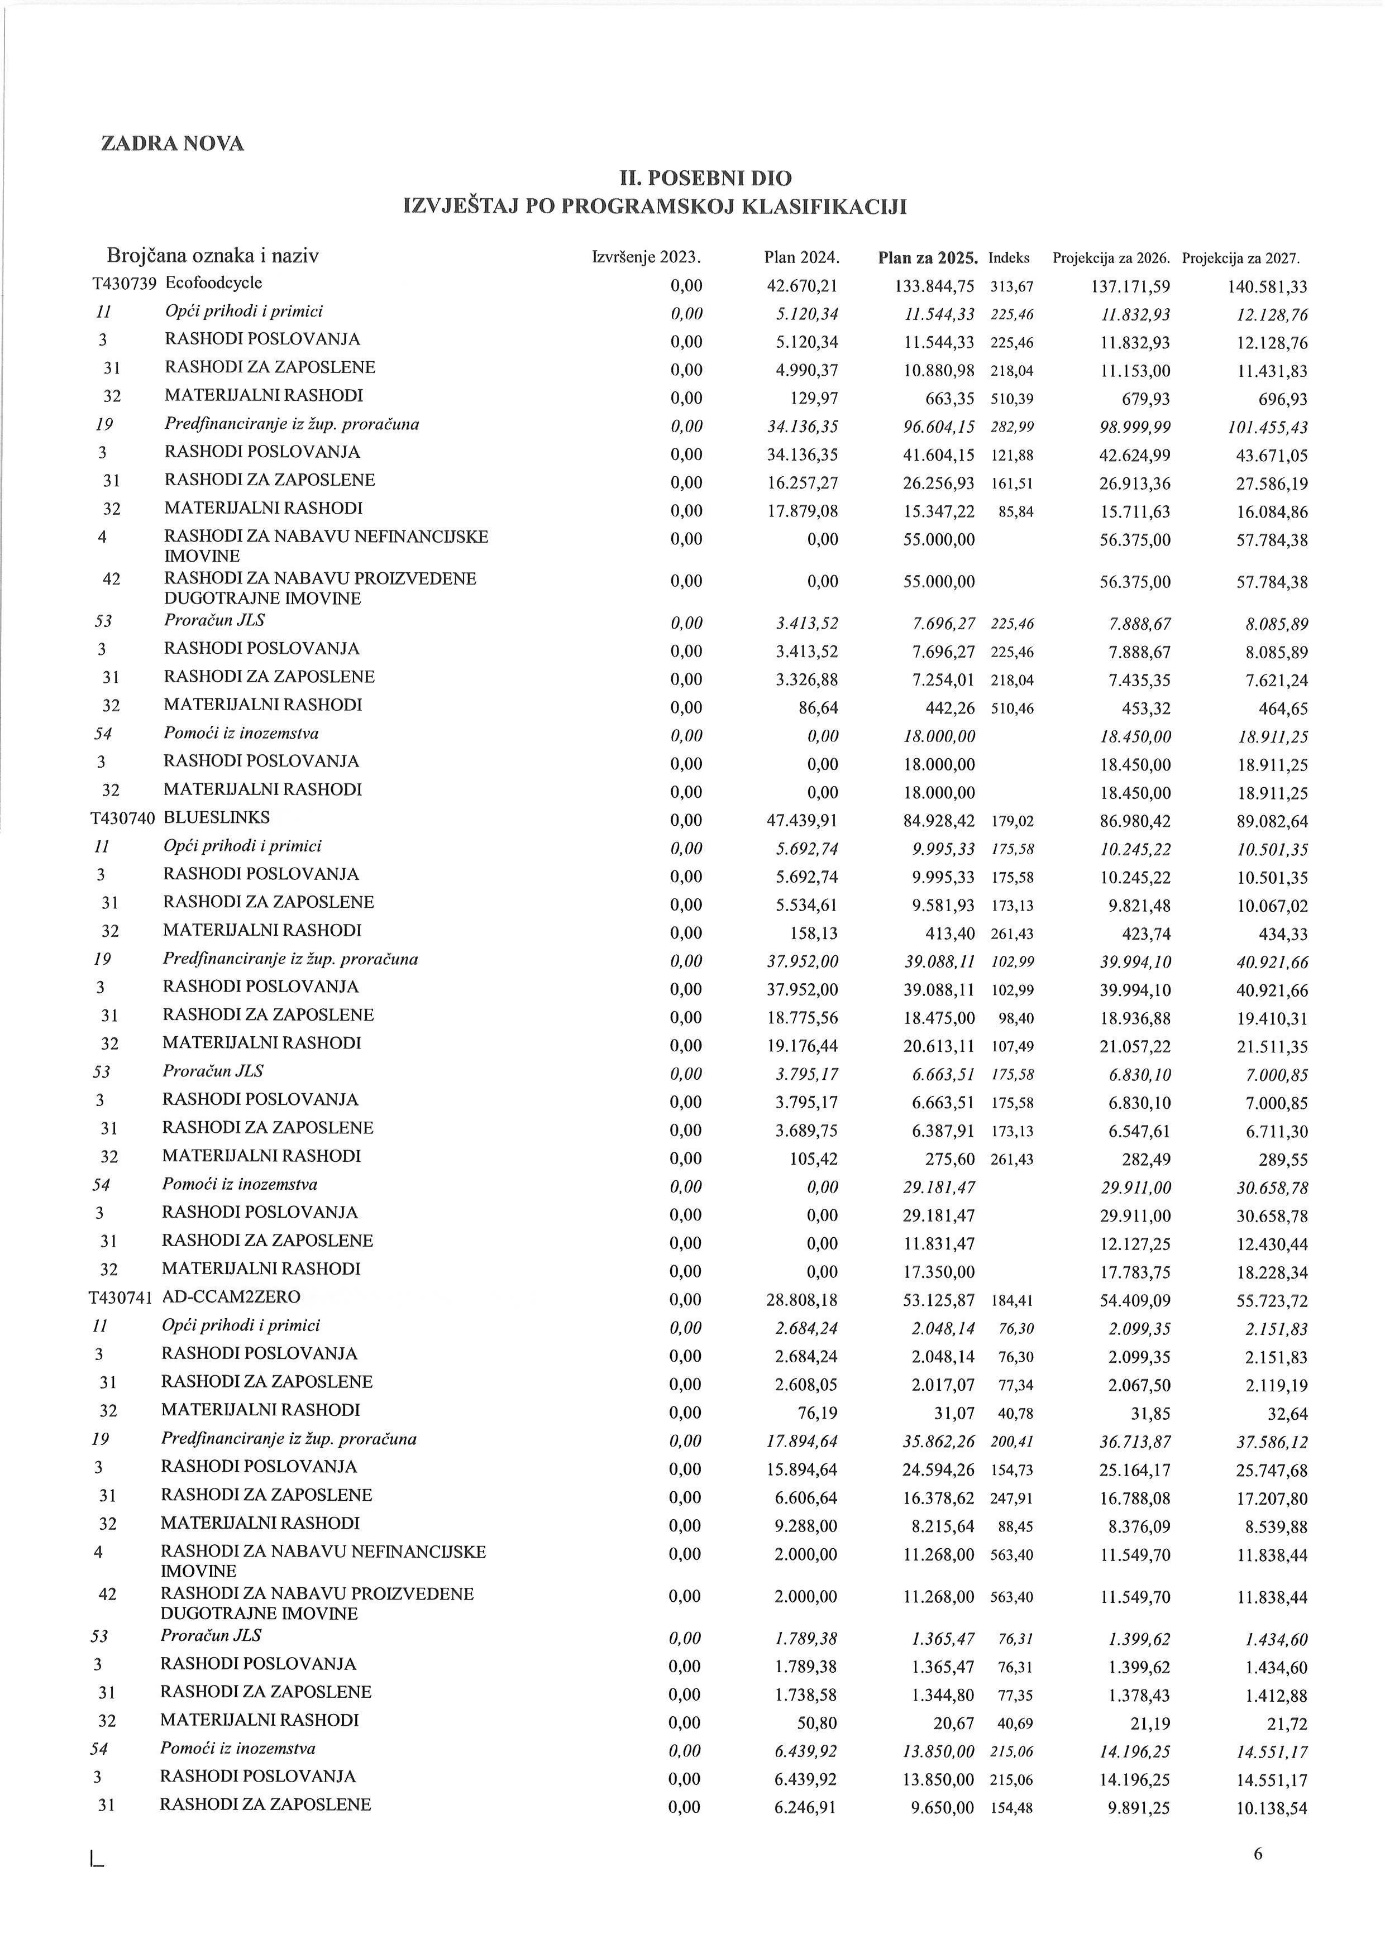 ZADRA NOVA
II. POSEBNI DIO
IZVJEŠTAJ PO PROGRAMSKOJ KLASIFIKACIJI
Brojčana oznaka i naziv Izvršenje 2023. Plan 2024. Plan za 2025. Indeks Projekcija za 2026. Projekcija za 2027.
T430739 Ecofoodcycle 0,00 42.670,21 133.844,75 313,67 137.171,59 140.581,33
11 Opći prihodi i primici 0,00 5.120,34 11.544,33 225,46 11.832,93 12.128,76
3 RASHODI POSLOVANJA 0,00 5.120,34 11.544,33 225,46 11.832,93 12.128,76
31 RASHODI ZA ZAPOSLENE 0,00 4.990,37 10.880,98 218,04 11.153,00 11.431,83
32 MATERIJALNI RASHODI 0,00 129,97 663,35 510,39 679,93 696,93
19 Predfinanciranje iz žup. proračuna 0,00 34.136,35 96.604,15 282,99 98.999,99 101.455,43
3 RASHODI POSLOVANJA 0,00 34.136,35 41.604,15 121,88 42.624,99 43.671,05
31 RASHODI ZA ZAPOSLENE 0,00 16.257,27 26.256,93 161,51 26.913,36 27.586,19
32 MATERIJALNI RASHODI 0,00 17.879,08 15.347,22 85,84 15.711,63 16.084,86
4 RASHODI ZA NABAVU NEFINANCIJSKE 0,00 0,00 55.000,00 56.375,00 57.784,38
IMOVINE
42 RASHODI ZA NABAVU PROIZVEDENE 0,00 0,00 55.000,00 56.375,00 57.784,38
DUGOTRAJNE IMOVINE
53 Proračun JLS 0,00 3.413,52 7.696,27 225,46 7.888,67 8.085,89
3 RASHODI POSLOVANJA 0,00 3.413,52 7.696,27 225,46 7.888,67 8.085,89
31 RASHODI ZA ZAPOSLENE 0,00 3.326,88 7.254,01 218,04 7.435,35 7.621,24
32 MATERIJALNI RASHODI 0,00 86,64 442,26 510,46 453,32 464,65
54 Pomoći iz inozemstva 0,00 0,00 18.000,00 18.450,00 18.911,25
3 RASHODI POSLOVANJA 0,00 0,00 18.000,00 18.450,00 18.911,25
32 MATERIJALNI RASHODI 0,00 0,00 18.000,00 18.450,00 18.911,25
T430740 BLUESLINKS 0,00 47.439,91 84.928,42 179,02 86.980,42 89.082,64
11 Opći prihodi i primici 0,00 5.692,74 9.995,33 175,58 10.245,22 10.501,35
3 RASHODI POSLOVANJA 0,00 5.692,74 9.995,33 175,58 10.245,22 10.501,35
31 RASHODI ZA ZAPOSLENE 0,00 5.534,61 9.581,93 173,13 9.821,48 10.067,02
32 MATERIJALNI RASHODI 0,00 158,13 413,40 261,43 423,74 434,33
19 Predfinanciranje iz žup. proračuna 0,00 37.952,00 39.088,11 102,99 39.994,10 40.921,66
3 RASHODI POSLOVANJA 0,00 37.952,00 39.088,11 102,99 39.994,10 40.921,66
31 RASHODI ZA ZAPOSLENE 0,00 18.775,56 18.475,00 98,40 18.936,88 19.410,31
32 MATERIJALNI RASHODI 0,00 19.176,44 20.613,11 107,49 21.057,22 21.511,35
53 Proračun JLS 0,00 3.795,17 6.663,51 175,58 6.830,10 7.000,85
3 RASHODI POSLOVANJA 0,00 3.795,17 6.663,51 175,58 6.830,10 7.000,85
31 RASHODI ZA ZAPOSLENE 0,00 3.689,75 6.387,91 173,13 6.547,61 6.711,30
32 MATERIJALNI RASHODI 0,00 105,42 275,60 261,43 282,49 289,55
54 Pomoći iz inozemstva 0,00 0,00 29.181,47 29.911,00 30.658,78
3 RASHODI POSLOVANJA 0,00 0,00 29.181,47 29.911,00 30.658,78
31 RASHODI ZA ZAPOSLENE 0,00 0,00 11.831,47 12.127,25 12.430,44
32 MATERIJALNI RASHODI 0,00 0,00 17.350,00 17.783,75 18.228,34
T430741 AD-CCAM2ZERO 0,00 28.808,18 53.125,87 184,41 54.409,09 55.723,72
11 Opći prihodi i primici 0,00 2.684,24 2.048,14 76,30 2.099,35 2.151,83
3 RASHODI POSLOVANJA 0,00 2.684,24 2.048,14 76,30 2.099,35 2.151,83
31 RASHODI ZA ZAPOSLENE 0,00 2.608,05 2.017,07 77,34 2.067,50 2.119,19
32 MATERIJALNI RASHODI 0,00 76,19 31,07 40,78 31,85 32,64
19 Predfinanciranje iz žup. proračuna 0,00 17.894,64 35.862,26 200,41 36.713,87 37.586,12
3 RASHODI POSLOVANJA 0,00 15.894,64 24.594,26 154,73 25.164,17 25.747,68
31 RASHODI ZA ZAPOSLENE 0,00 6.606,64 16.378,62 247,91 16.788,08 17.207,80
32 MATERIJALNI RASHODI 0,00 9.288,00 8.215,64 88,45 8.376,09 8.539,88
4 RASHODI ZA NABAVU NEFINANCIJSKE 0,00 2.000,00 11.268,00 563,40 11.549,70 11.838,44
IMOVINE
42 RASHODI ZA NABAVU PROIZVEDENE 0,00 2.000,00 11.268,00 563,40 11.549,70 11.838,44
DUGOTRAJNE IMOVINE
53 Proračun JLS 0,00 1.789,38 1.365,47 76,31 1.399,62 1.434,60
3 RASHODI POSLOVANJA 0,00 1.789,38 1.365,47 76,31 1.399,62 1.434,60
31 RASHODI ZA ZAPOSLENE 0,00 1.738,58 1.344,80 77,35 1.378,43 1.412,88
32 MATERIJALNI RASHODI 0,00 50,80 20,67 40,69 21,19 21,72
54 Pomoći iz inozemstva 0,00 6.439,92 13.850,00 215,06 14.196,25 14.551,17
3 RASHODI POSLOVANJA 0,00 6.439,92 13.850,00 215,06 14.196,25 14.551,17
31 RASHODI ZA ZAPOSLENE 0,00 6.246,91 9.650,00 154,48 9.891,25 10.138,54
6